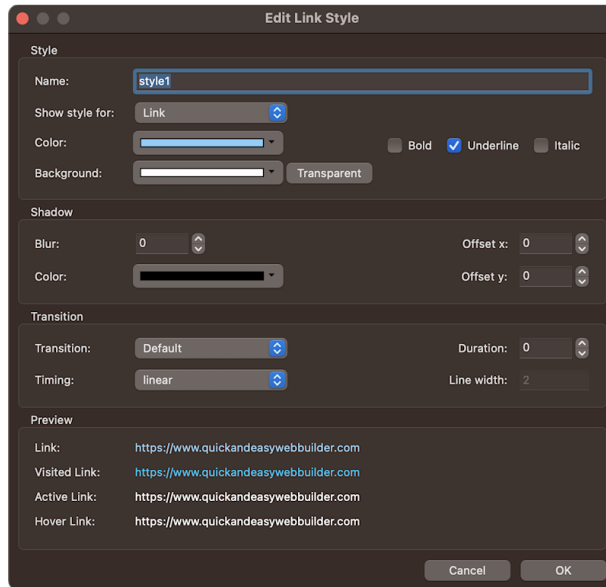 Edit Link Style
Style
Name: style1
Show style for: Link
Color: Bold Underline Italic
Background: Transparent
Shadow
Blur: 0 Offset x: 0
Color: Offset y: 0
Transition
Transition: Default Duration: 0
Timing: linear Line width: 2
Preview
Link: https://www.quickandeasywebbuilder.com
Visited Link: https://www.quickandeasywebbuilder.com
Active Link: https://www.quickandeasywebbuilder.com
Hover Link: https://www.quickandeasywebbuilder.com
Cancel OK